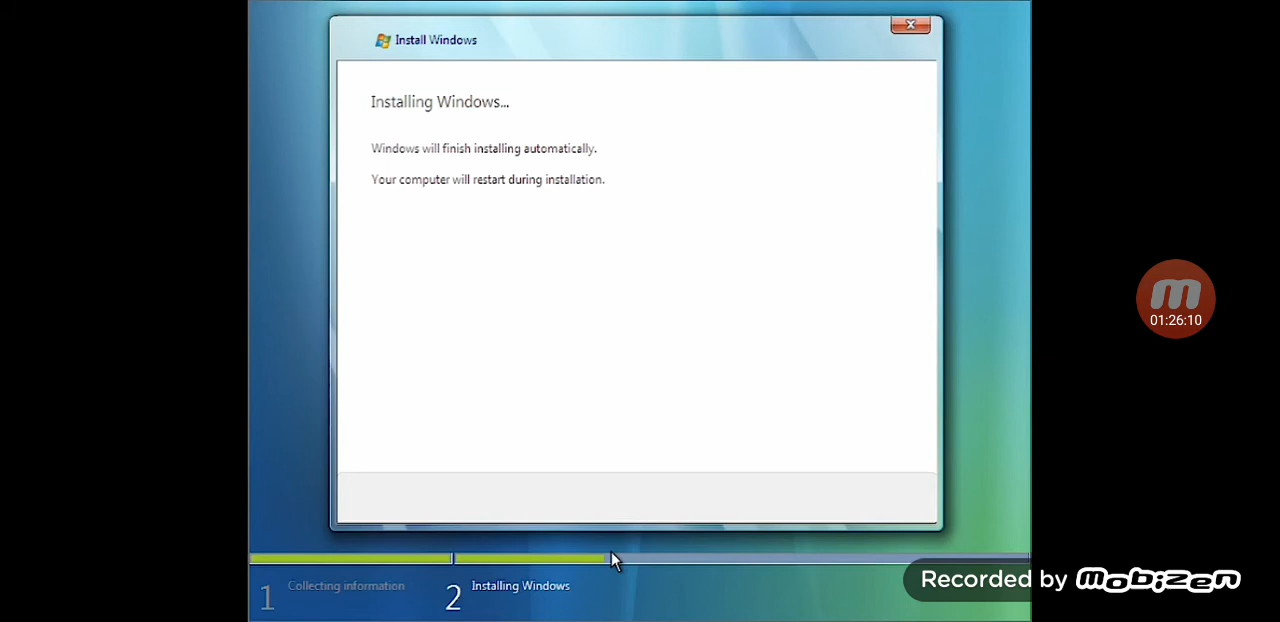 Install Windows
Installing Windows...
Windows will finish installing automatically.
Your computer will restart during installation.
m
01:26:10
1 Collecting information
2 Installing Windows
Recorded by mobizen